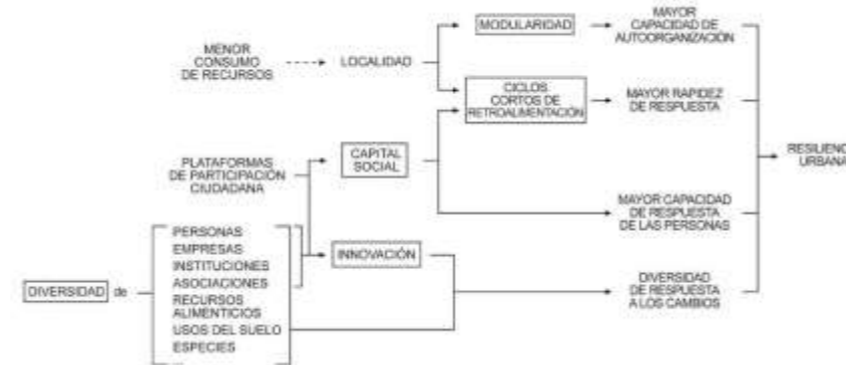 MENOR
CONSUMO
DE RECURSOS
LOCALIDAD
MODULARIDAD
MAYOR
CAPACIDAD DE
AUTOORGANIZACIÓN
CICLOS
CORTOS DE
RETROALIMENTACIÓN
MAYOR RAPIDEZ
DE RESPUESTA
PLATAFORMAS
DE PARTICIPACIÓN
CIUDADANA
CAPITAL
SOCIAL
RESILIENC
URBANA
MAYOR CAPACIDAD
DE RESPUESTA
DE LAS PERSONAS
DIVERSIDAD de
PERSONAS
EMPRESAS
INSTITUCIONES
ASOCIACIONES
RECURSOS
ALIMENTICIOS
USOS DEL SUELO
ESPECIES
INNOVACIÓN
DIVERSIDAD
DE RESPUESTA
A LOS CAMBIOS